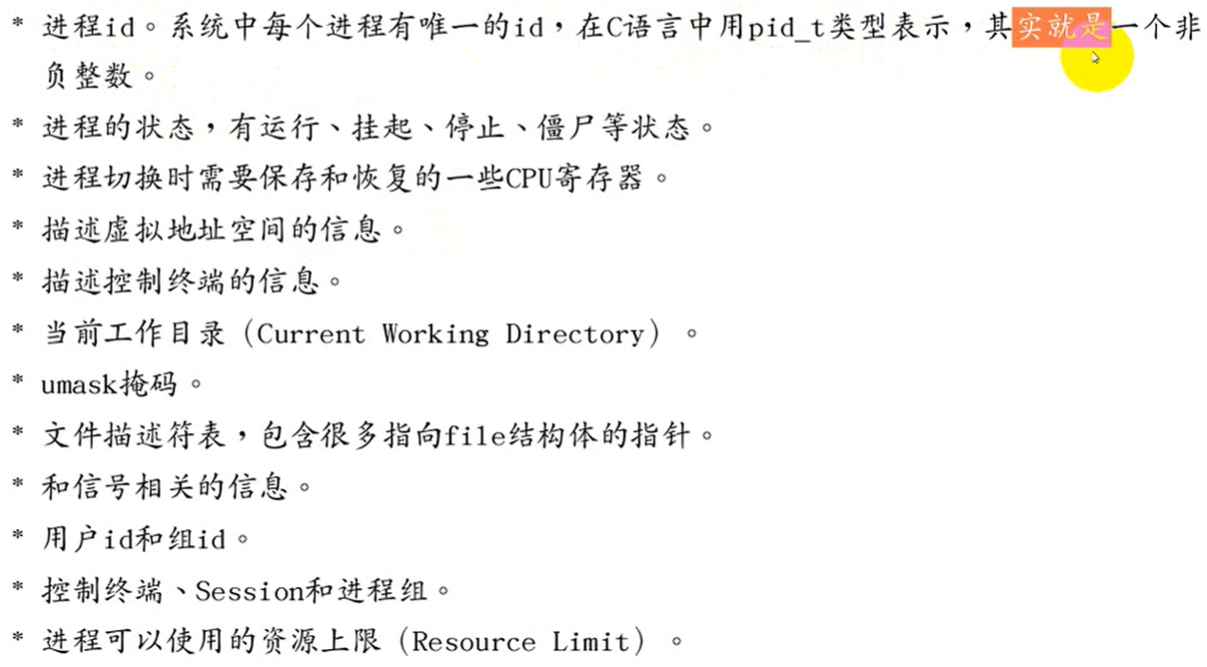 * 进程id。系统中每个进程有唯一的id，在C语言中用pid_t类型表示，其实就是一个非
负整数。
* 进程的状态，有运行、挂起、停止、僵尸等状态。
* 进程切换时需要保存和恢复的一些CPU寄存器。
* 描述虚拟地址空间的信息。
* 描述控制终端的信息。
* 当前工作目录（Current Working Directory）。
* umask掩码。
* 文件描述符表，包含很多指向file结构体的指针。
* 和信号相关的信息。
* 用户id和组id。
* 控制终端、Session和进程组。
* 进程可以使用的资源上限（Resource Limit）。